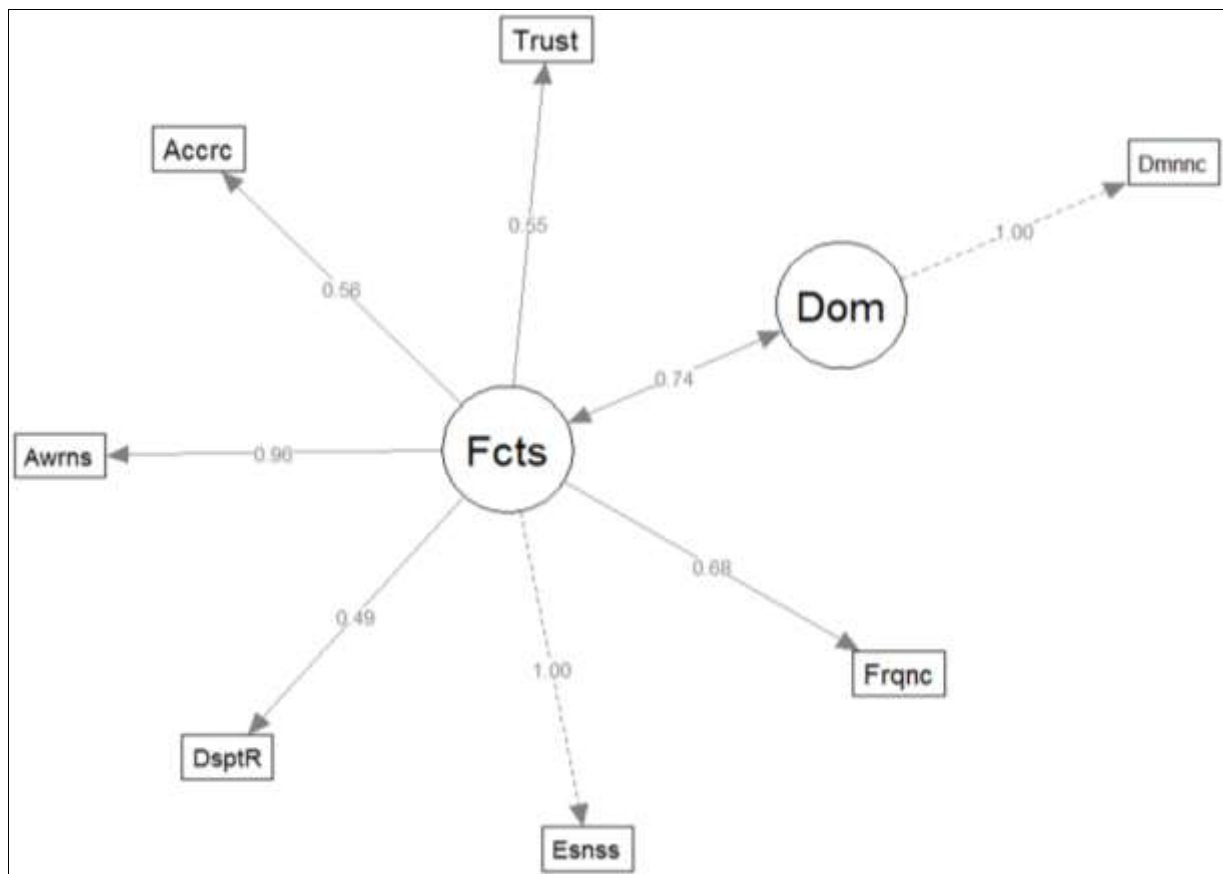 Trust
Accrc
Dmnnc
0.55
1.00
0.56
Dom
0.74
Fcts
Awrns
0.96
0.68
0.49
1.00
Frqnc
DsptR
Esnss